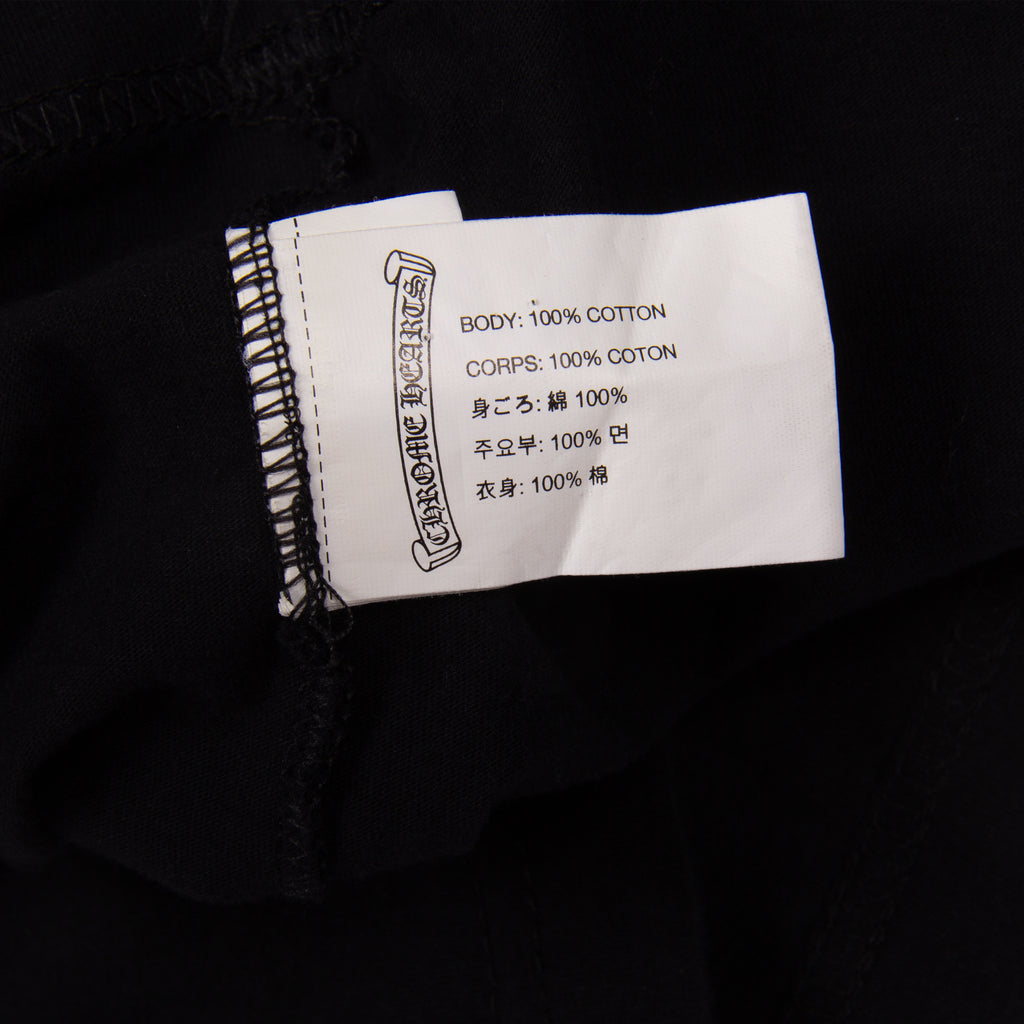 CHROME HEARTS
BODY: 100% COTTON
CORPS: 100% COTON
身ごろ: 綿 100%
주요부: 100% 면
衣身: 100% 棉